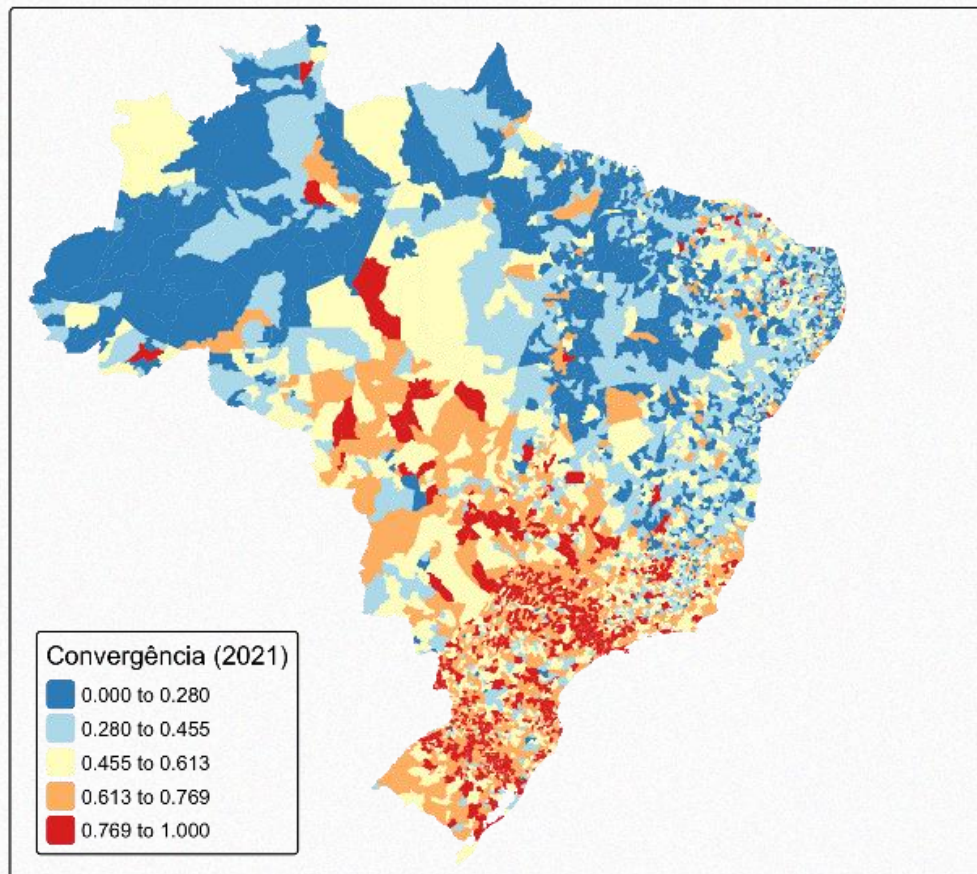 Convergência (2021)
0.000 to 0.280
0.280 to 0.455
0.455 to 0.613
0.613 to 0.769
0.769 to 1.000